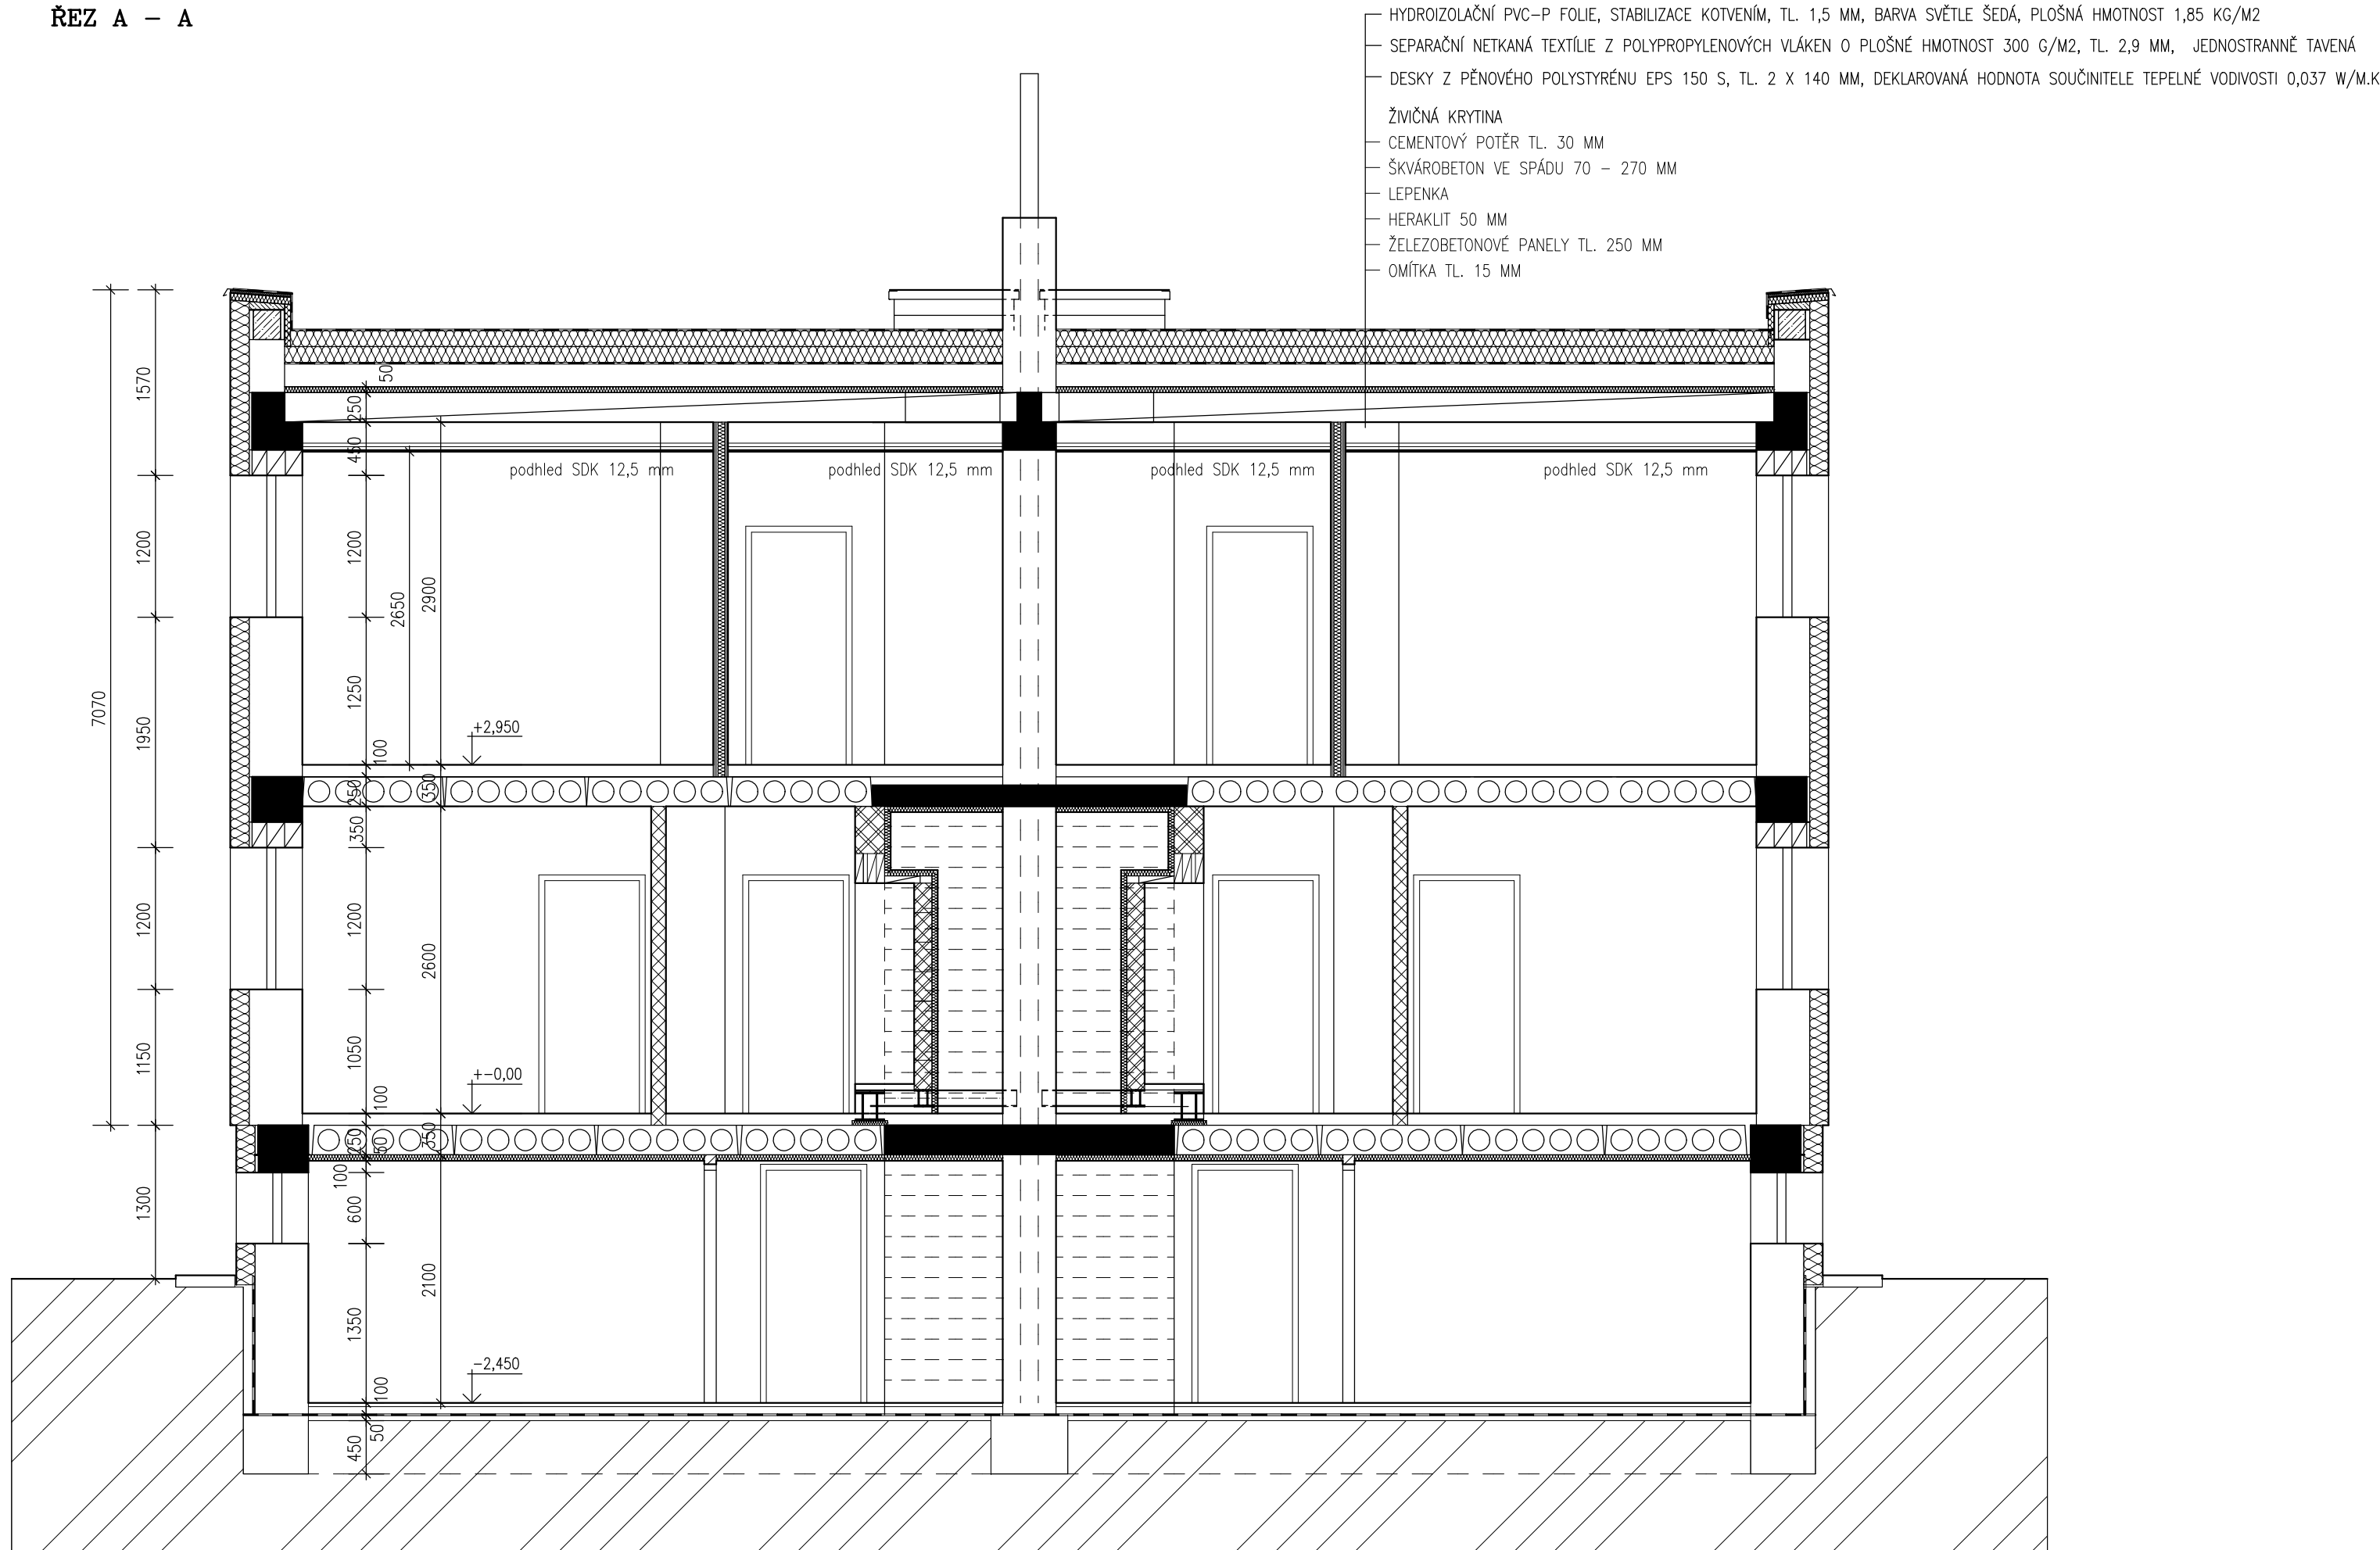 ŘEZ A – A
HYDROIZOLAČNÍ PVC–P FOLIE, STABILIZACE KOTVENÍM, TL. 1,5 MM, BARVA SVĚTLE ŠEDÁ, PLOŠNÁ HMOTNOST 1,85 KG/M2
SEPARAČNÍ NETKANÁ TEXTÍLIE Z POLYPROPYLENOVÝCH VLÁKEN O PLOŠNÉ HMOTNOST 300 G/M2, TL. 2,9 MM, JEDNOSTRANNĚ TAVENÁ
DESKY Z PĚNOVÉHO POLYSTYRÉNU EPS 150 S, TL. 2 X 140 MM, DEKLAROVANÁ HODNOTA SOUČINITELE TEPELNÉ VODIVOSTI 0,037 W/M.K
ŽIVIČNÁ KRYTINA
CEMENTOVÝ POTĚR TL. 30 MM
ŠKVÁROBETON VE SPÁDU 70 – 270 MM
LEPENKA
HERAKLIT 50 MM
ŽELEZOBETONOVÉ PANELY TL. 250 MM
OMÍTKA TL. 15 MM
podhled SDK 12,5 mm
podhled SDK 12,5 mm
podhled SDK 12,5 mm
podhled SDK 12,5 mm
7070
1570
1200
1950
1200
1150
1300
50
250
450
1200
1250
100
250
350
1200
1050
100
250
50
100
600
1350
100
50
450
2650
2900
350
2600
350
2100
+2,950
+-0,00
-2,450